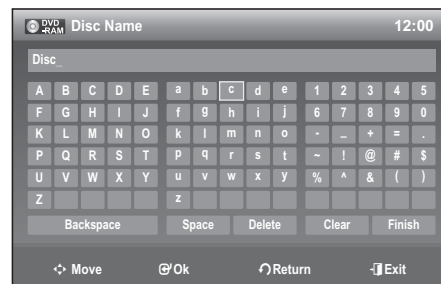 DVD-RAM Disc Name 12:00
Disc_
A B C D E a b c d e 1 2 3 4 5
F G H I J f g h i j 6 7 8 9 0
K L M N O k l m n o - _ + = .
P Q R S T p q r s t ~ ! @ # $
U V W X Y u v w x y % ^ & ( )
Z z
Backspace Space Delete Clear Finish
Move Ok Return Exit